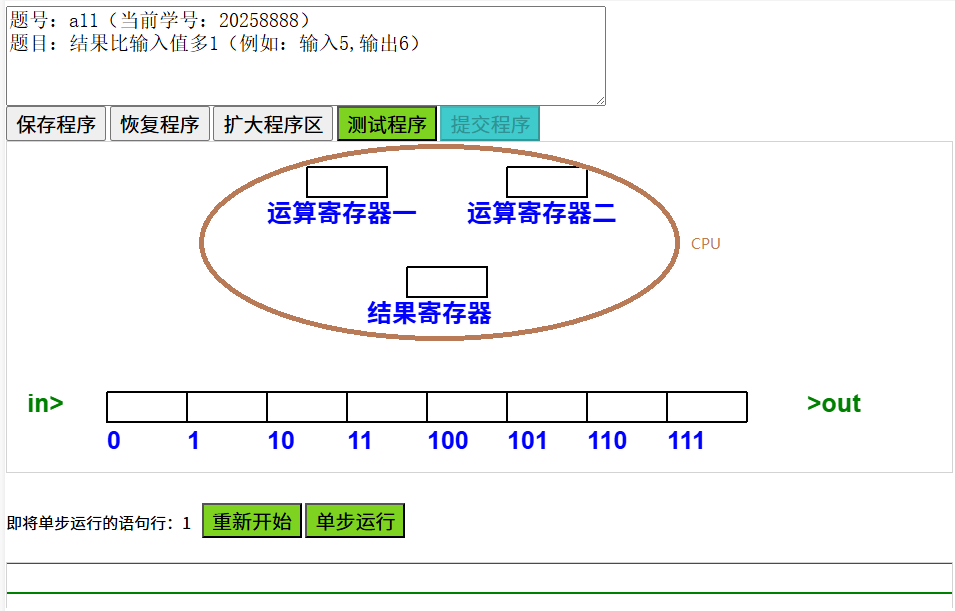 题号：all（当前学号：20258888）
题目：结果比输入值多1（例如：输入5,输出6）
保存程序 恢复程序 扩大程序区 测试程序 提交程序
运算寄存器一 运算寄存器二
CPU
结果寄存器
in> >out
0 1 10 11 100 101 110 111
即将单步运行的语句行：1 重新开始 单步运行